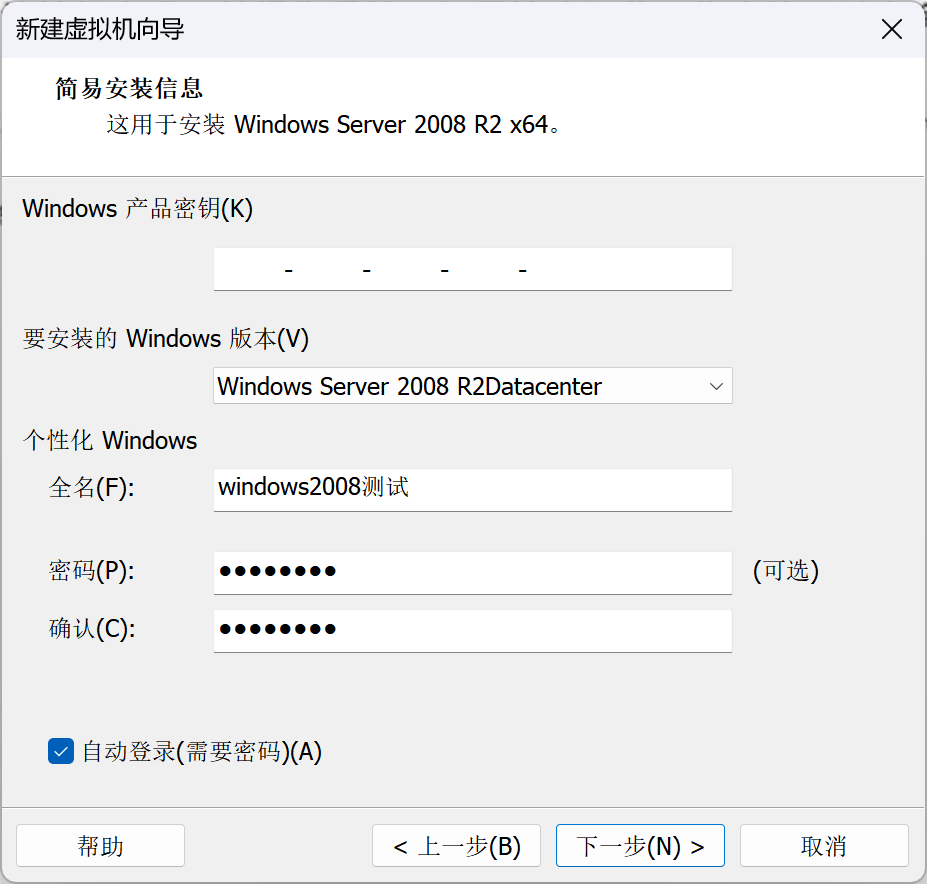 新建虚拟机向导
简易安装信息
这用于安装 Windows Server 2008 R2 x64。
Windows 产品密钥(K)
- - - -
要安装的 Windows 版本(V)
Windows Server 2008 R2Datacenter
个性化 Windows
全名(F): windows2008测试
密码(P): ●●●●●●●● (可选)
确认(C): ●●●●●●●●
自动登录(需要密码)(A)
帮助 < 上一步(B) 下一步(N) > 取消